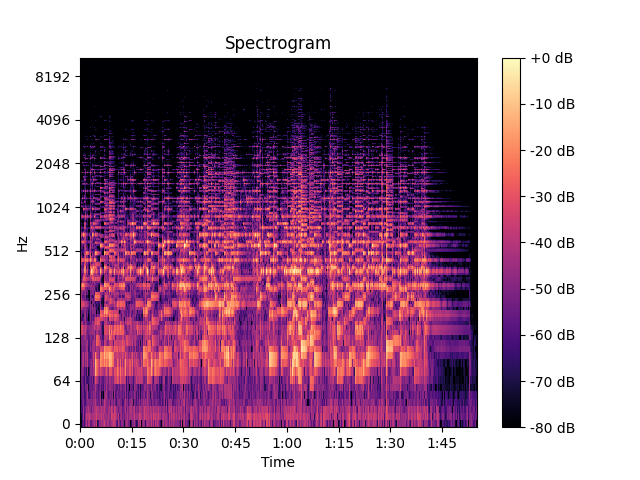 Spectrogram
Hz
8192
4096
2048
1024
512
256
128
64
0
0:00 0:15 0:30 0:45 1:00 1:15 1:30 1:45
Time
+0 dB
-10 dB
-20 dB
-30 dB
-40 dB
-50 dB
-60 dB
-70 dB
-80 dB